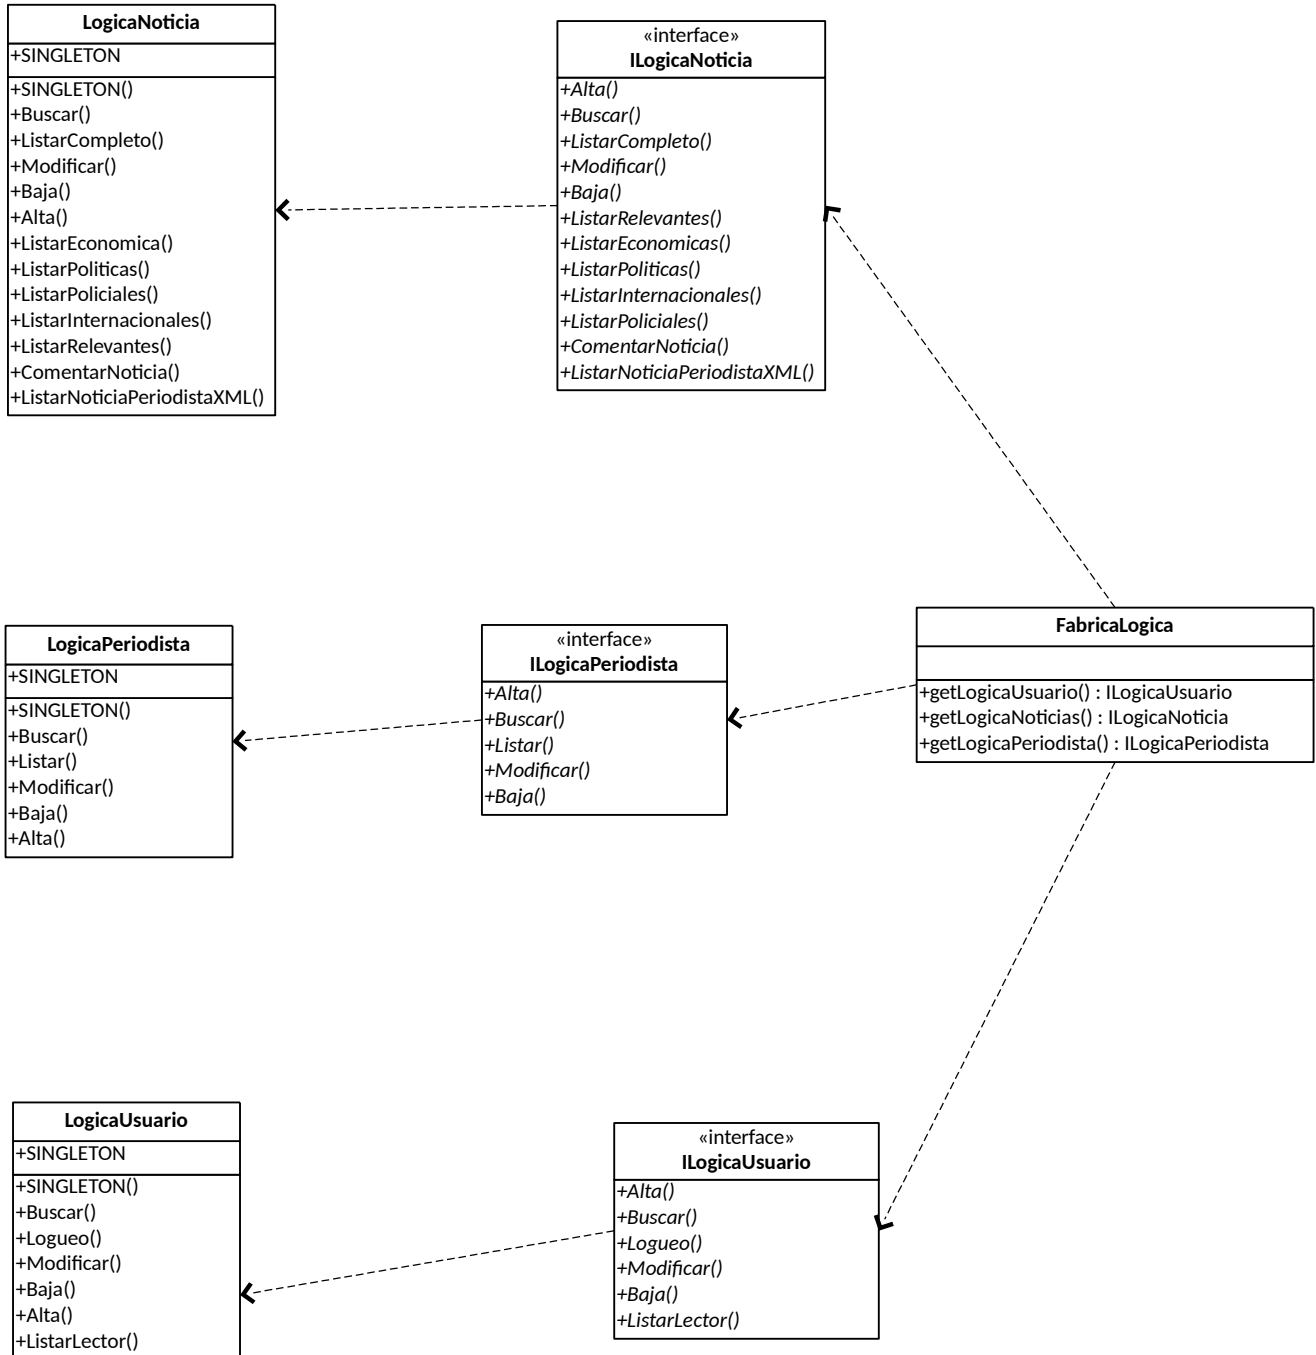 LogicaNoticia
+SINGLETON
+SINGLETON()
+Buscar()
+ListarCompleto()
+Modificar()
+Baja()
+Alta()
+ListarEconomica()
+ListarPoliticas()
+ListarPoliciales()
+ListarInternacionales()
+ListarRelevantes()
+ComentarNoticia()
+ListarNoticiaPeriodistaXML()
«interface»
ILogicaNoticia
+Alta()
+Buscar()
+ListarCompleto()
+Modificar()
+Baja()
+ListarRelevantes()
+ListarEconomicas()
+ListarPoliticas()
+ListarInternacionales()
+ListarPoliciales()
+ComentarNoticia()
+ListarNoticiaPeriodistaXML()
LogicaPeriodista
+SINGLETON
+SINGLETON()
+Buscar()
+Listar()
+Modificar()
+Baja()
+Alta()
«interface»
ILogicaPeriodista
+Alta()
+Buscar()
+Listar()
+Modificar()
+Baja()
FabricaLogica
+getLogicaUsuario() : ILogicaUsuario
+getLogicaNoticias() : ILogicaNoticia
+getLogicaPeriodista() : ILogicaPeriodista
LogicaUsuario
+SINGLETON
+SINGLETON()
+Buscar()
+Logueo()
+Modificar()
+Baja()
+Alta()
+ListarLector()
«interface»
ILogicaUsuario
+Alta()
+Buscar()
+Logueo()
+Modificar()
+Baja()
+ListarLector()